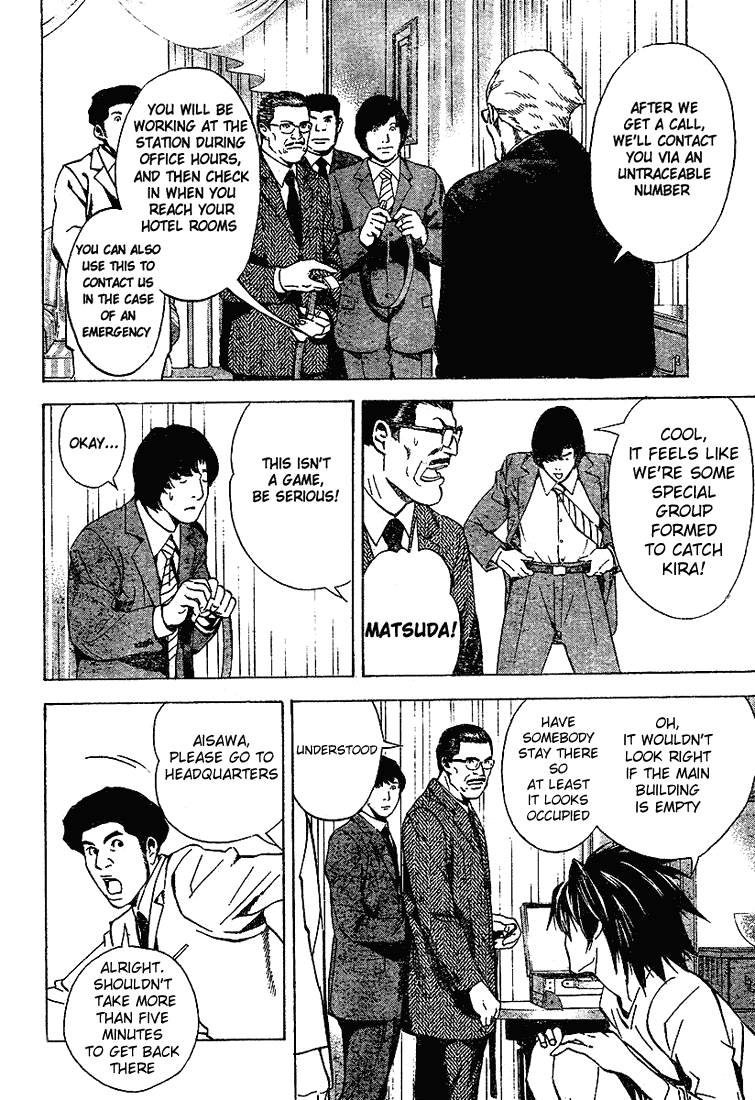 AFTER WE
GET A CALL,
WE'LL CONTACT
YOU VIA AN
UNTRACEABLE
NUMBER
YOU WILL BE
WORKING AT THE
STATION DURING
OFFICE HOURS,
AND THEN CHECK
IN WHEN YOU
REACH YOUR
HOTEL ROOMS
YOU CAN ALSO
USE THIS TO
CONTACT US
IN THE CASE
OF AN
EMERGENCY
COOL,
IT FEELS LIKE
WE'RE SOME
SPECIAL
GROUP
FORMED
TO CATCH
KIRA!
MATSUDA!
THIS ISN'T
A GAME,
BE SERIOUS!
OKAY...
OH,
IT WOULDN'T
LOOK RIGHT
IF THE MAIN
BUILDING
IS EMPTY
HAVE
SOMEBODY
STAY THERE
SO
AT LEAST
IT LOOKS
OCCUPIED
UNDERSTOOD
AISAWA,
PLEASE GO TO
HEADQUARTERS
ALRIGHT.
SHOULDN'T
TAKE MORE
THAN FIVE
MINUTES
TO GET BACK
THERE